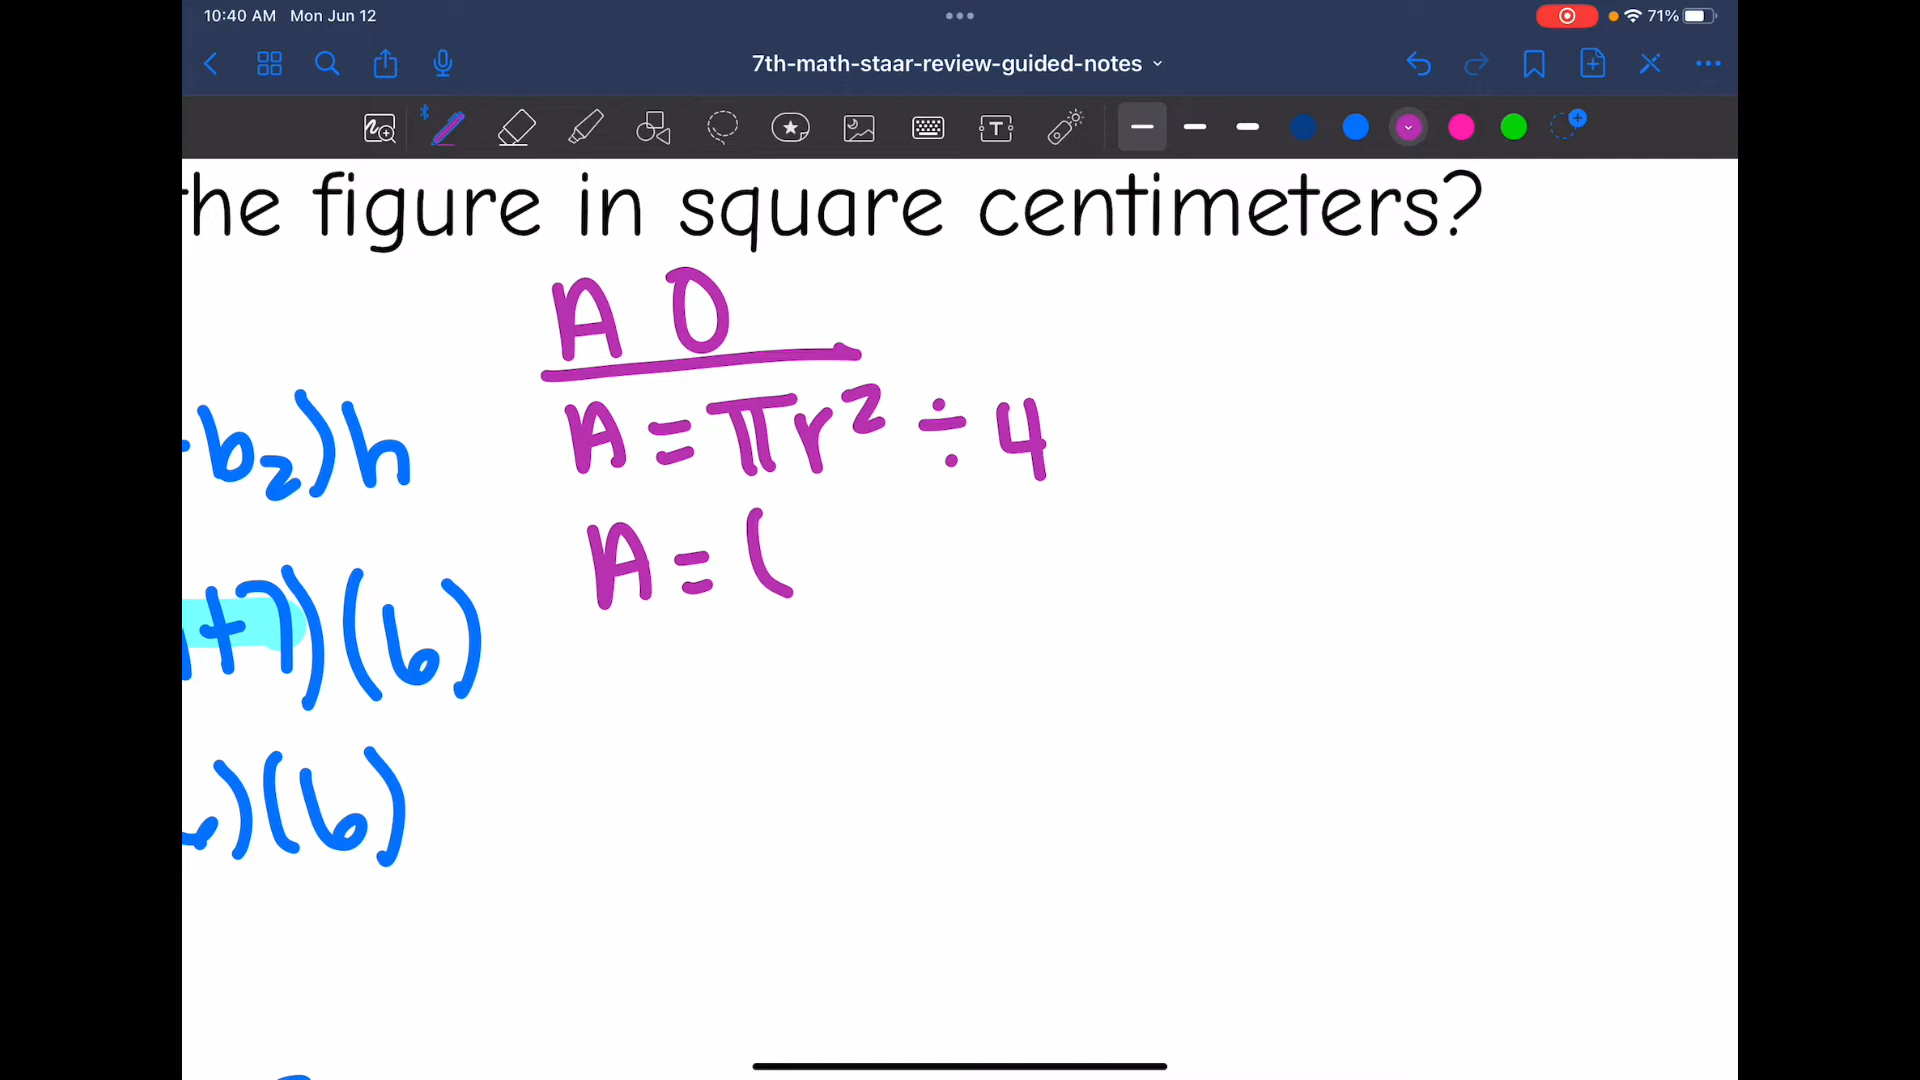 10:40 AM Mon Jun 12
71%
7th-math-staar-review-guided-notes
the figure in square centimeters?
A O
A = πr² ÷ 4
A = (
b₂)h
+7)(6)
)(6)